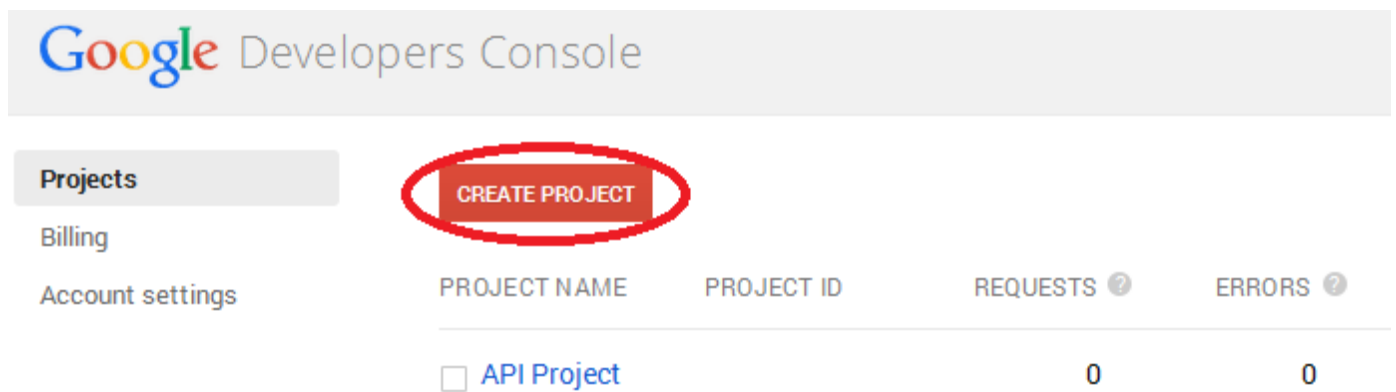 Google Developers Console
Projects
Billing
Account settings
CREATE PROJECT
PROJECT NAME PROJECT ID REQUESTS ? ERRORS ?
API Project 0 0